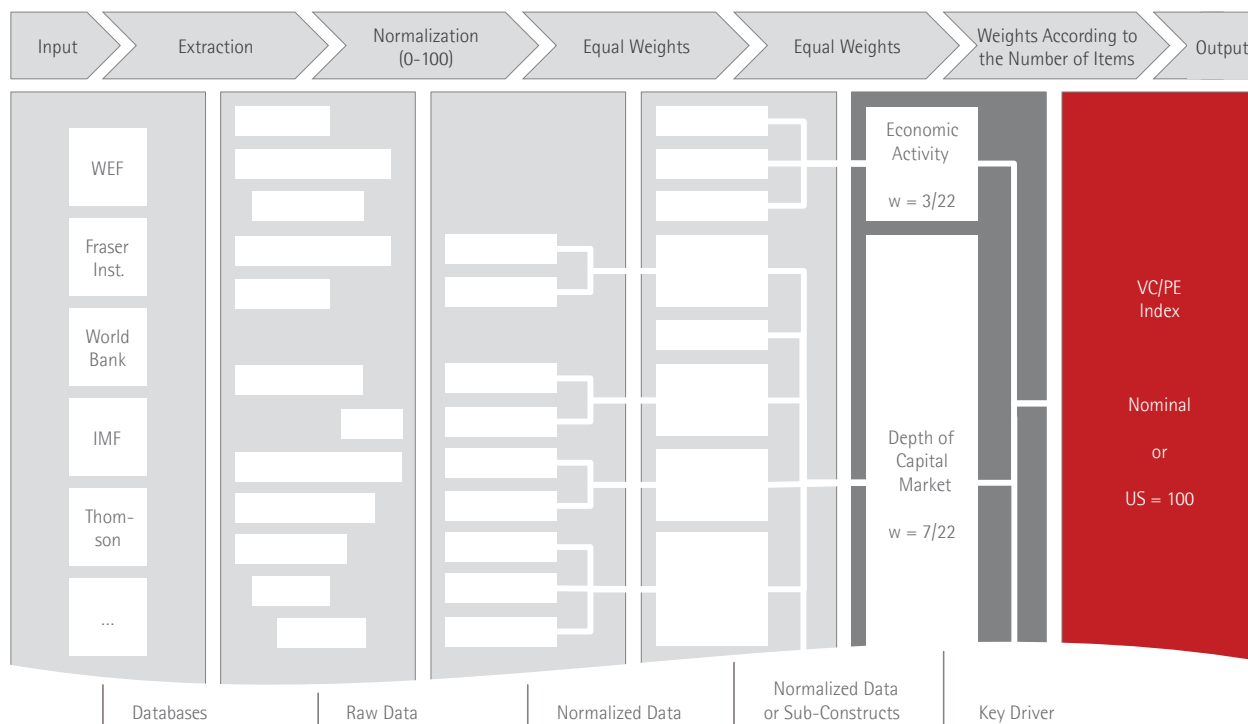 Input
Extraction
Normalization
(0-100)
Equal Weights
Equal Weights
Weights According to
the Number of Items
Output
WEF
Fraser
Inst.
World
Bank
IMF
Thom-
son
...
Economic
Activity
w = 3/22
Depth of
Capital
Market
w = 7/22
VC/PE
Index
Nominal
or
US = 100
Databases
Raw Data
Normalized Data
Normalized Data
or Sub-Constructs
Key Driver